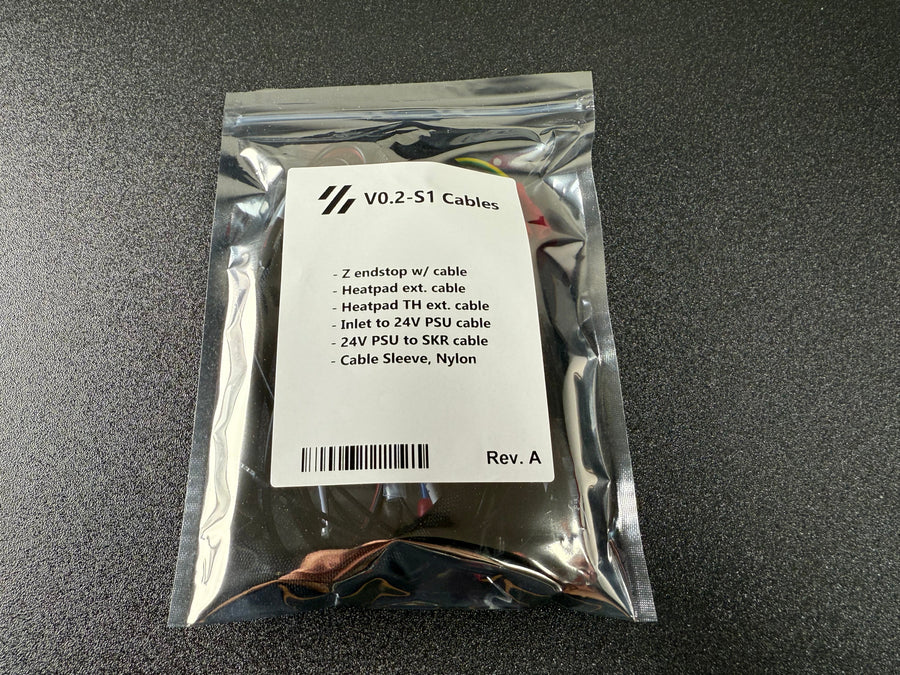 V0.2-S1 Cables
- Z endstop w/ cable
- Heatpad ext. cable
- Heatpad TH ext. cable
- Inlet to 24V PSU cable
- 24V PSU to SKR cable
- Cable Sleeve, Nylon
Rev. A